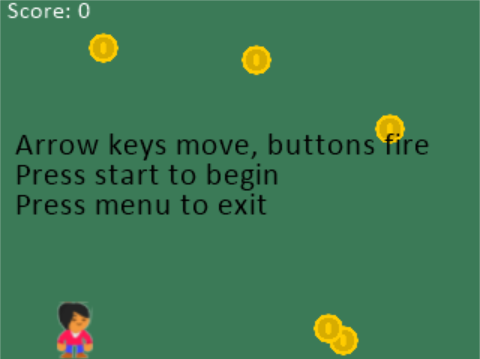 Score: 0
Arrow keys move, buttons fire
Press start to begin
Press menu to exit